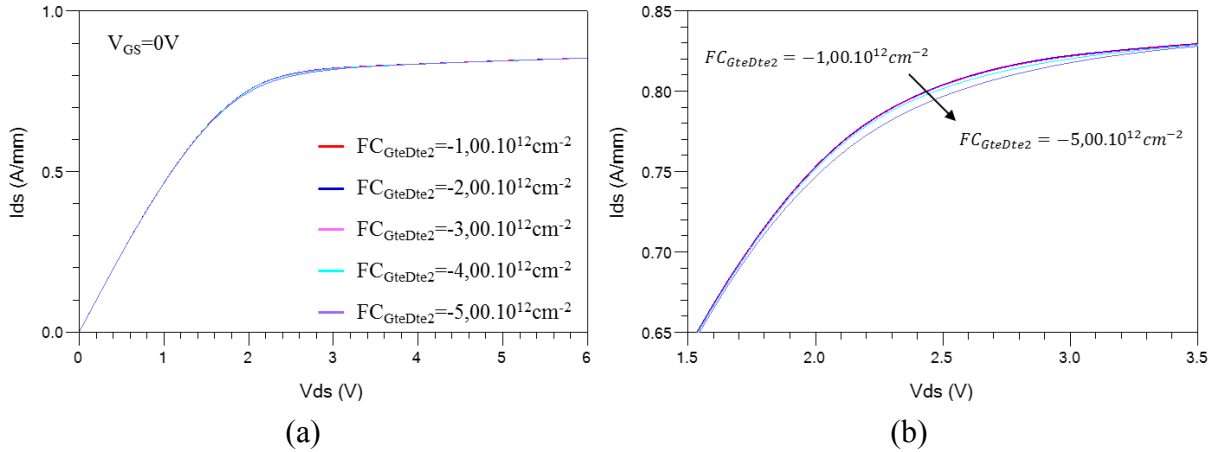 1.0
V_GS=0V
Ids (A/mm)
0.5
FC_GteDte2=-1,00.10^12cm^-2
FC_GteDte2=-2,00.10^12cm^-2
FC_GteDte2=-3,00.10^12cm^-2
FC_GteDte2=-4,00.10^12cm^-2
FC_GteDte2=-5,00.10^12cm^-2
0.0
0 1 2 3 4 5 6
Vds (V)
(a)
0.85
FC_GteDte2 = −1,00.10^12cm^−2
0.80
FC_GteDte2 = −5,00.10^12cm^−2
Ids (A/mm)
0.75
0.70
0.65
1.5 2.0 2.5 3.0 3.5
Vds (V)
(b)